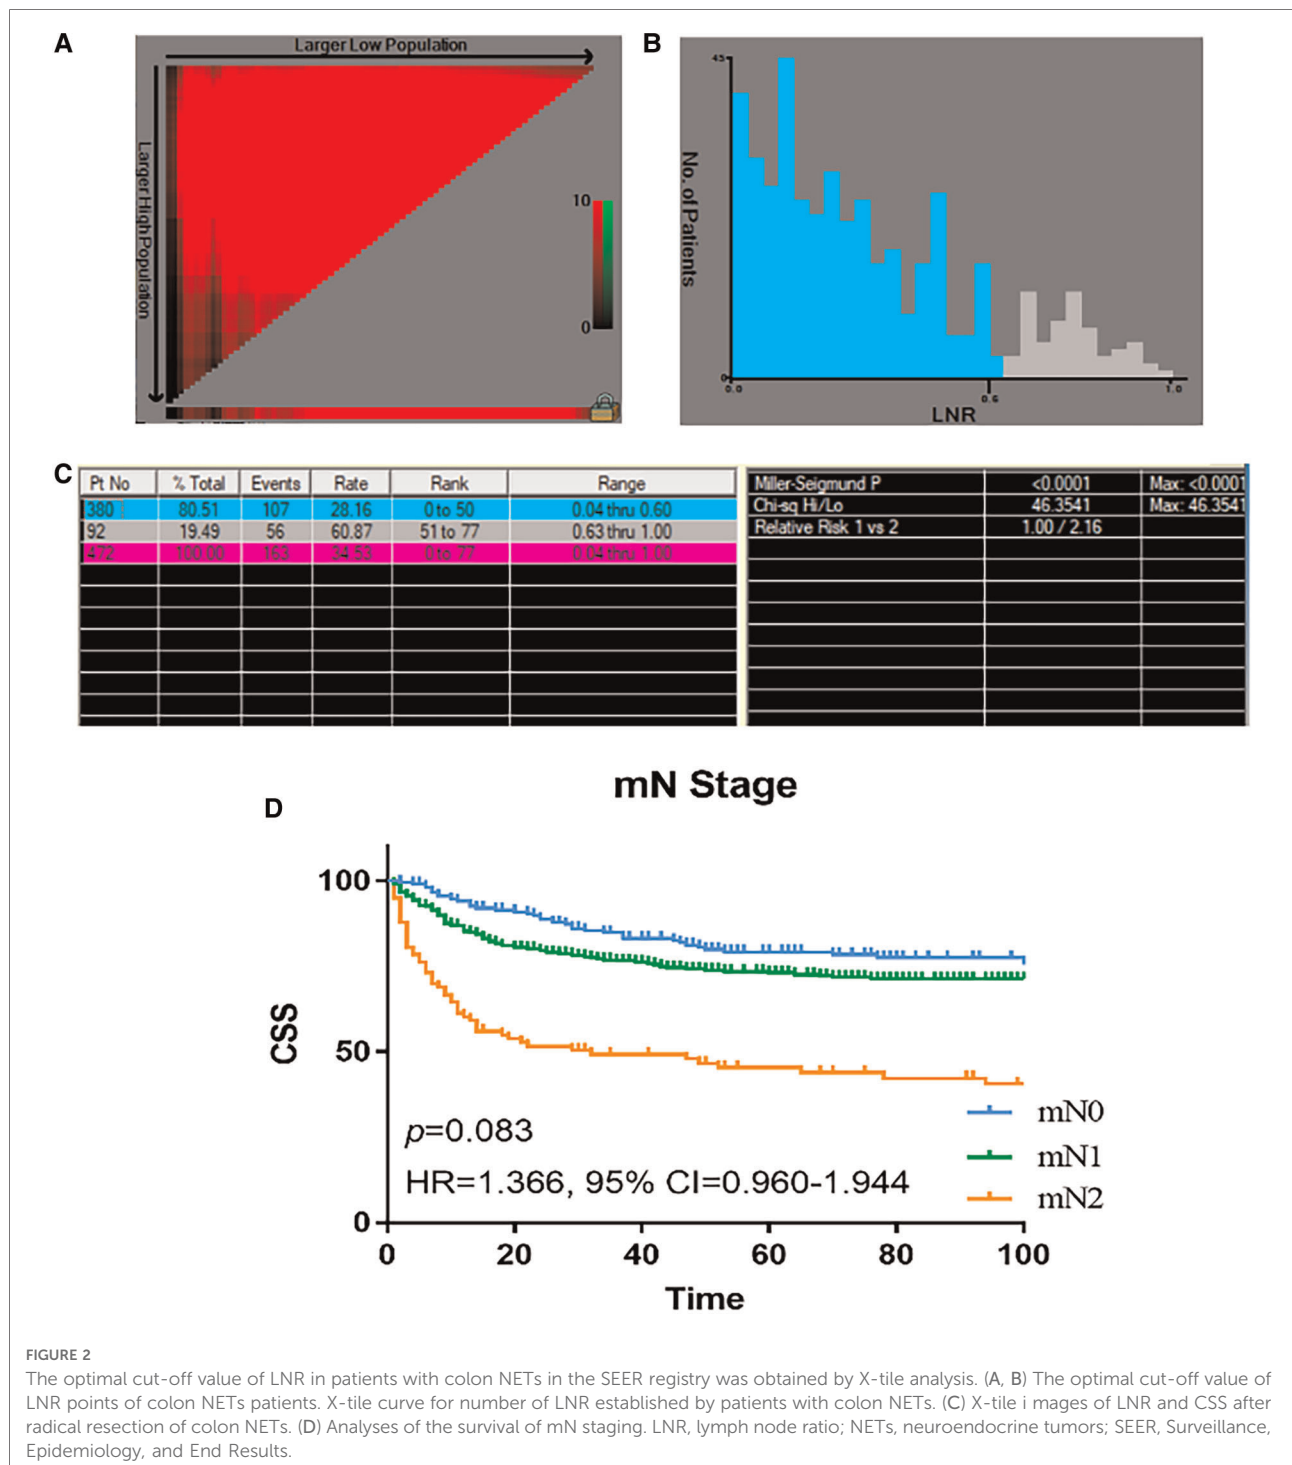 A
Larger Low Population
Larger High Population
10
0
B
45
No. of Patients
0
0.0
0.6
1.0
LNR
C
Pt No % Total Events Rate Rank Range
380 80.51 107 28.16 0 to 50 0.04 thru 0.60
92 19.49 56 60.87 51 to 77 0.63 thru 1.00
472 100.00 163 34.53 0 to 77 0.04 thru 1.00
Miller-Seigmund P <0.0001 Max: <0.0001
Chi-sq Hi/Lo 46.3541 Max: 46.3541
Relative Risk 1 vs 2 1.00 / 2.16
mN Stage
D
100
50
0
CSS
p=0.083
HR=1.366, 95% CI=0.960-1.944
mN0
mN1
mN2
0 20 40 60 80 100
Time
FIGURE 2
The optimal cut-off value of LNR in patients with colon NETs in the SEER registry was obtained by X-tile analysis. (A, B) The optimal cut-off value of
LNR points of colon NETs patients. X-tile curve for number of LNR established by patients with colon NETs. (C) X-tile i mages of LNR and CSS after
radical resection of colon NETs. (D) Analyses of the survival of mN staging. LNR, lymph node ratio; NETs, neuroendocrine tumors; SEER, Surveillance,
Epidemiology, and End Results.